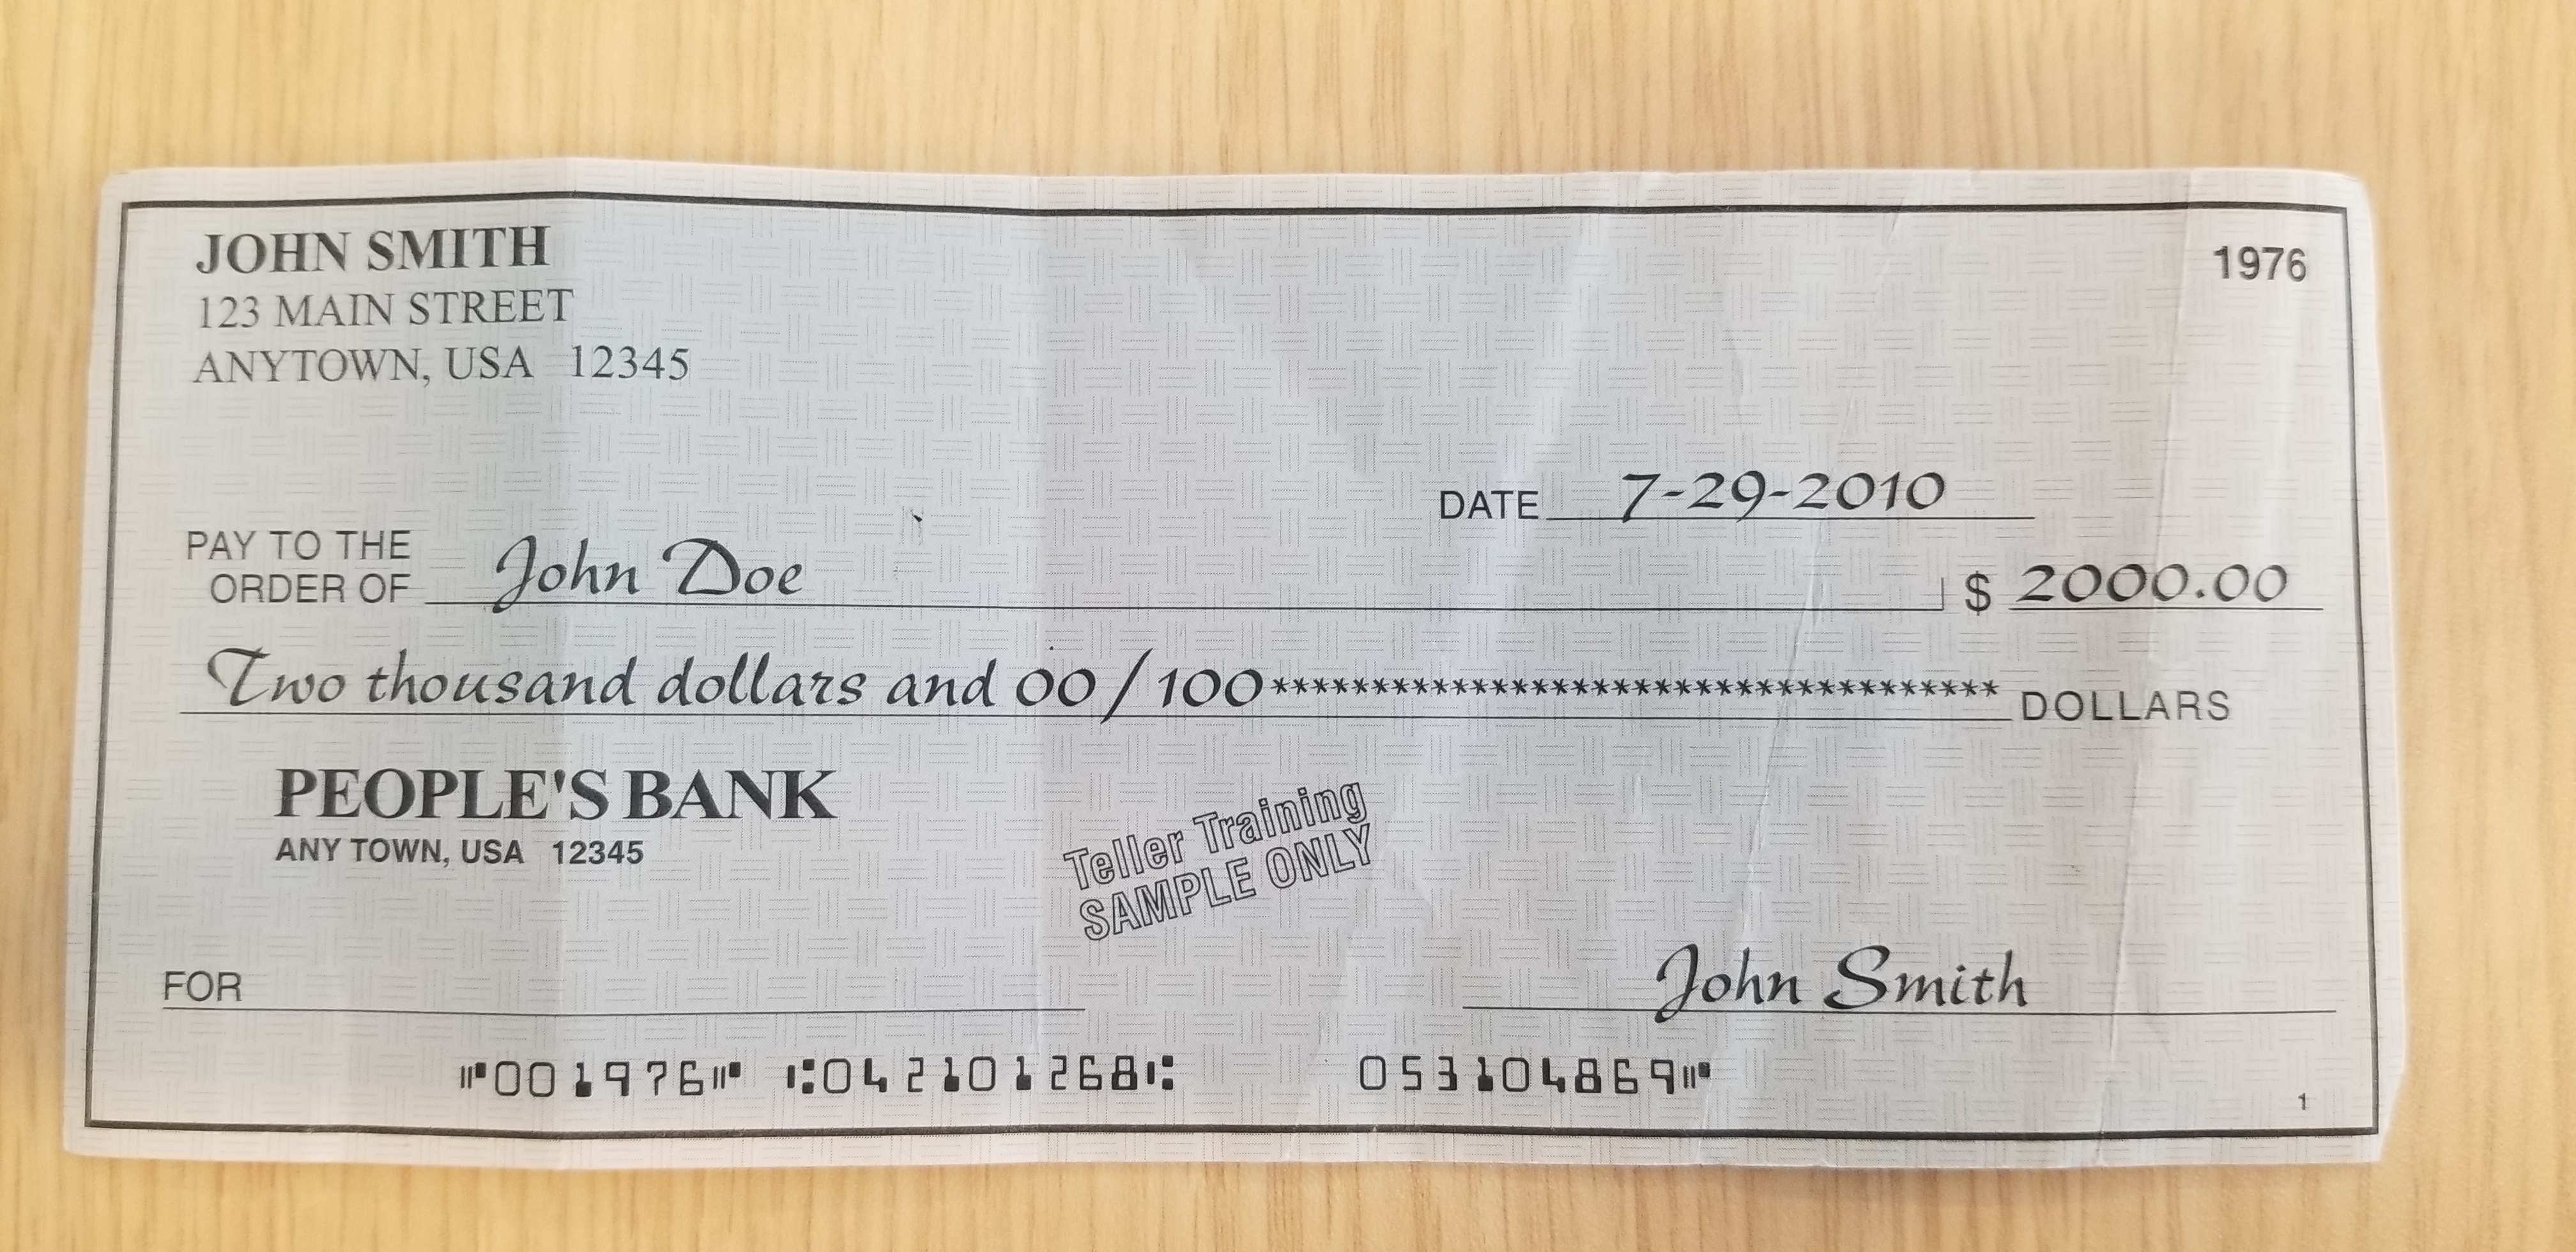 JOHN SMITH
123 MAIN STREET
ANYTOWN, USA 12345
1976
DATE 7-29-2010
PAY TO THE
ORDER OF John Doe $ 2000.00
Two thousand dollars and 00/100************************************* DOLLARS
PEOPLE'S BANK
ANY TOWN, USA 12345
Teller Training
SAMPLE ONLY
FOR
John Smith
⑈001976⑈ ⑆042101268⑆ 053104869⑈
1